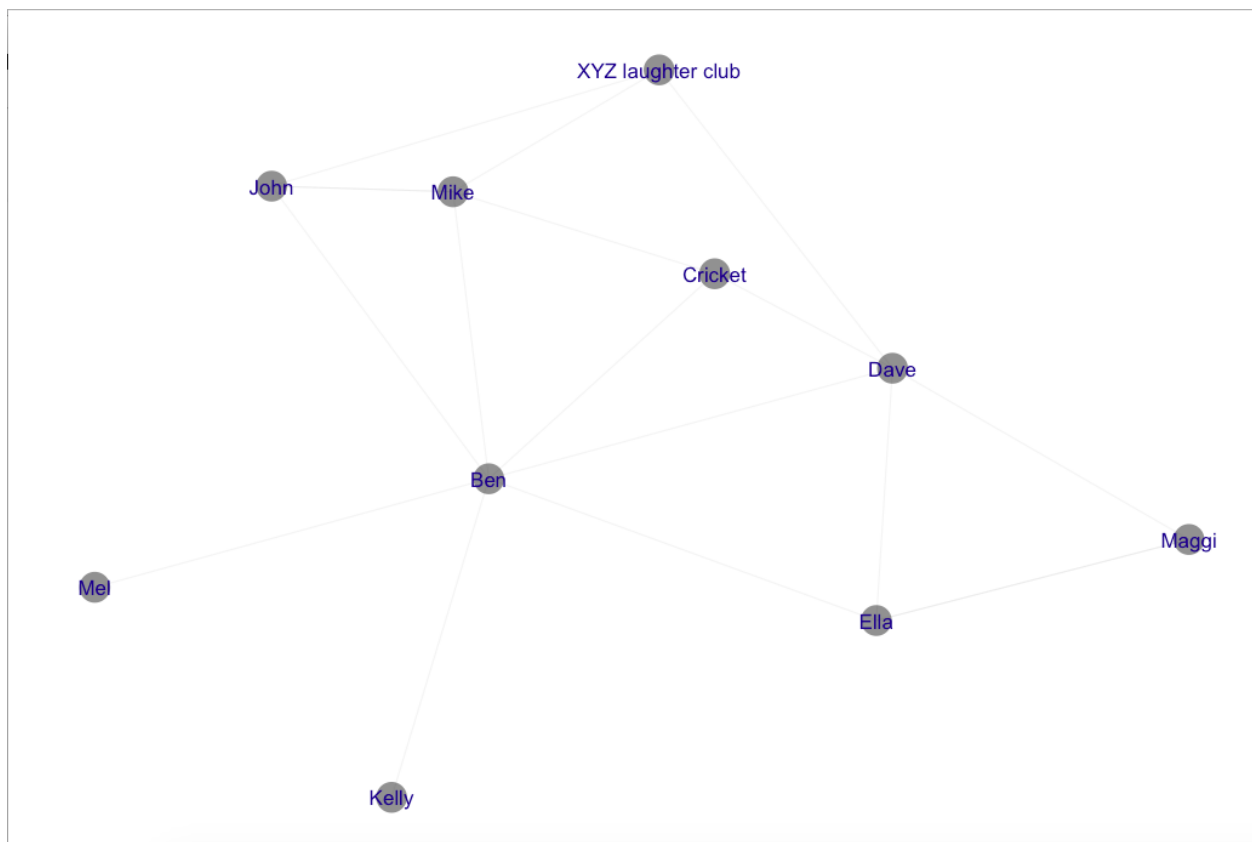 XYZ laughter club
John
Mike
Cricket
Dave
Ben
Maggi
Mel
Ella
Kelly